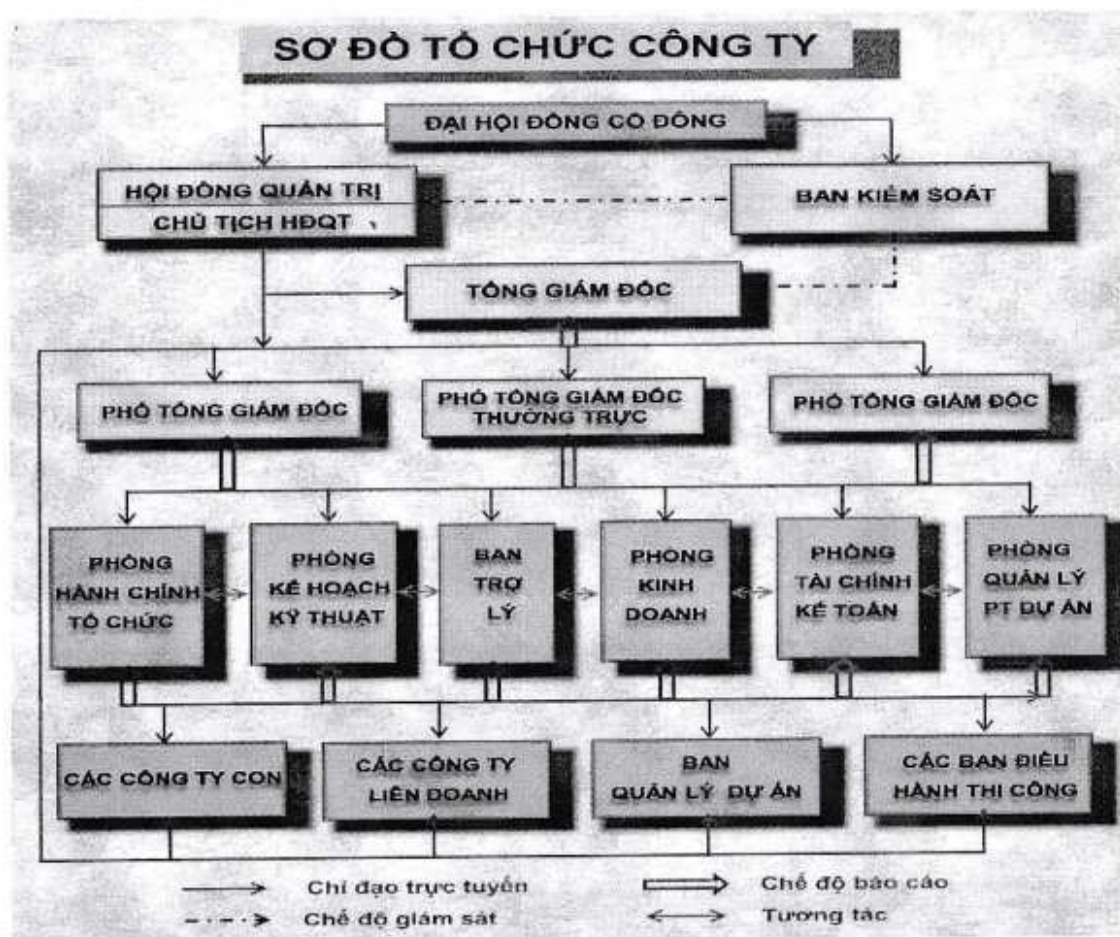 SƠ ĐỒ TỔ CHỨC CÔNG TY
ĐẠI HỘI ĐỒNG CỔ ĐÔNG
HỘI ĐỒNG QUẢN TRỊ
CHỦ TỊCH HĐQT
BAN KIỂM SOÁT
TỔNG GIÁM ĐỐC
PHÓ TỔNG GIÁM ĐỐC
PHÓ TỔNG GIÁM ĐỐC
THƯỜNG TRỰC
PHÓ TỔNG GIÁM ĐỐC
PHÒNG
HÀNH CHÍNH
TỔ CHỨC
PHÒNG
KẾ HOẠCH
KỸ THUẬT
BAN
TRỢ
LÝ
PHÒNG
KINH
DOANH
PHÒNG
TÀI CHÍNH
KẾ TOÁN
PHÒNG
QUẢN LÝ
PT DỰ ÁN
CÁC CÔNG TY CON
CÁC CÔNG TY
LIÊN DOANH
BAN
QUẢN LÝ DỰ ÁN
CÁC BAN ĐIỀU
HÀNH THI CÔNG
Chỉ đạo trực tuyến
Chế độ báo cáo
Chế độ giám sát
Tương tác